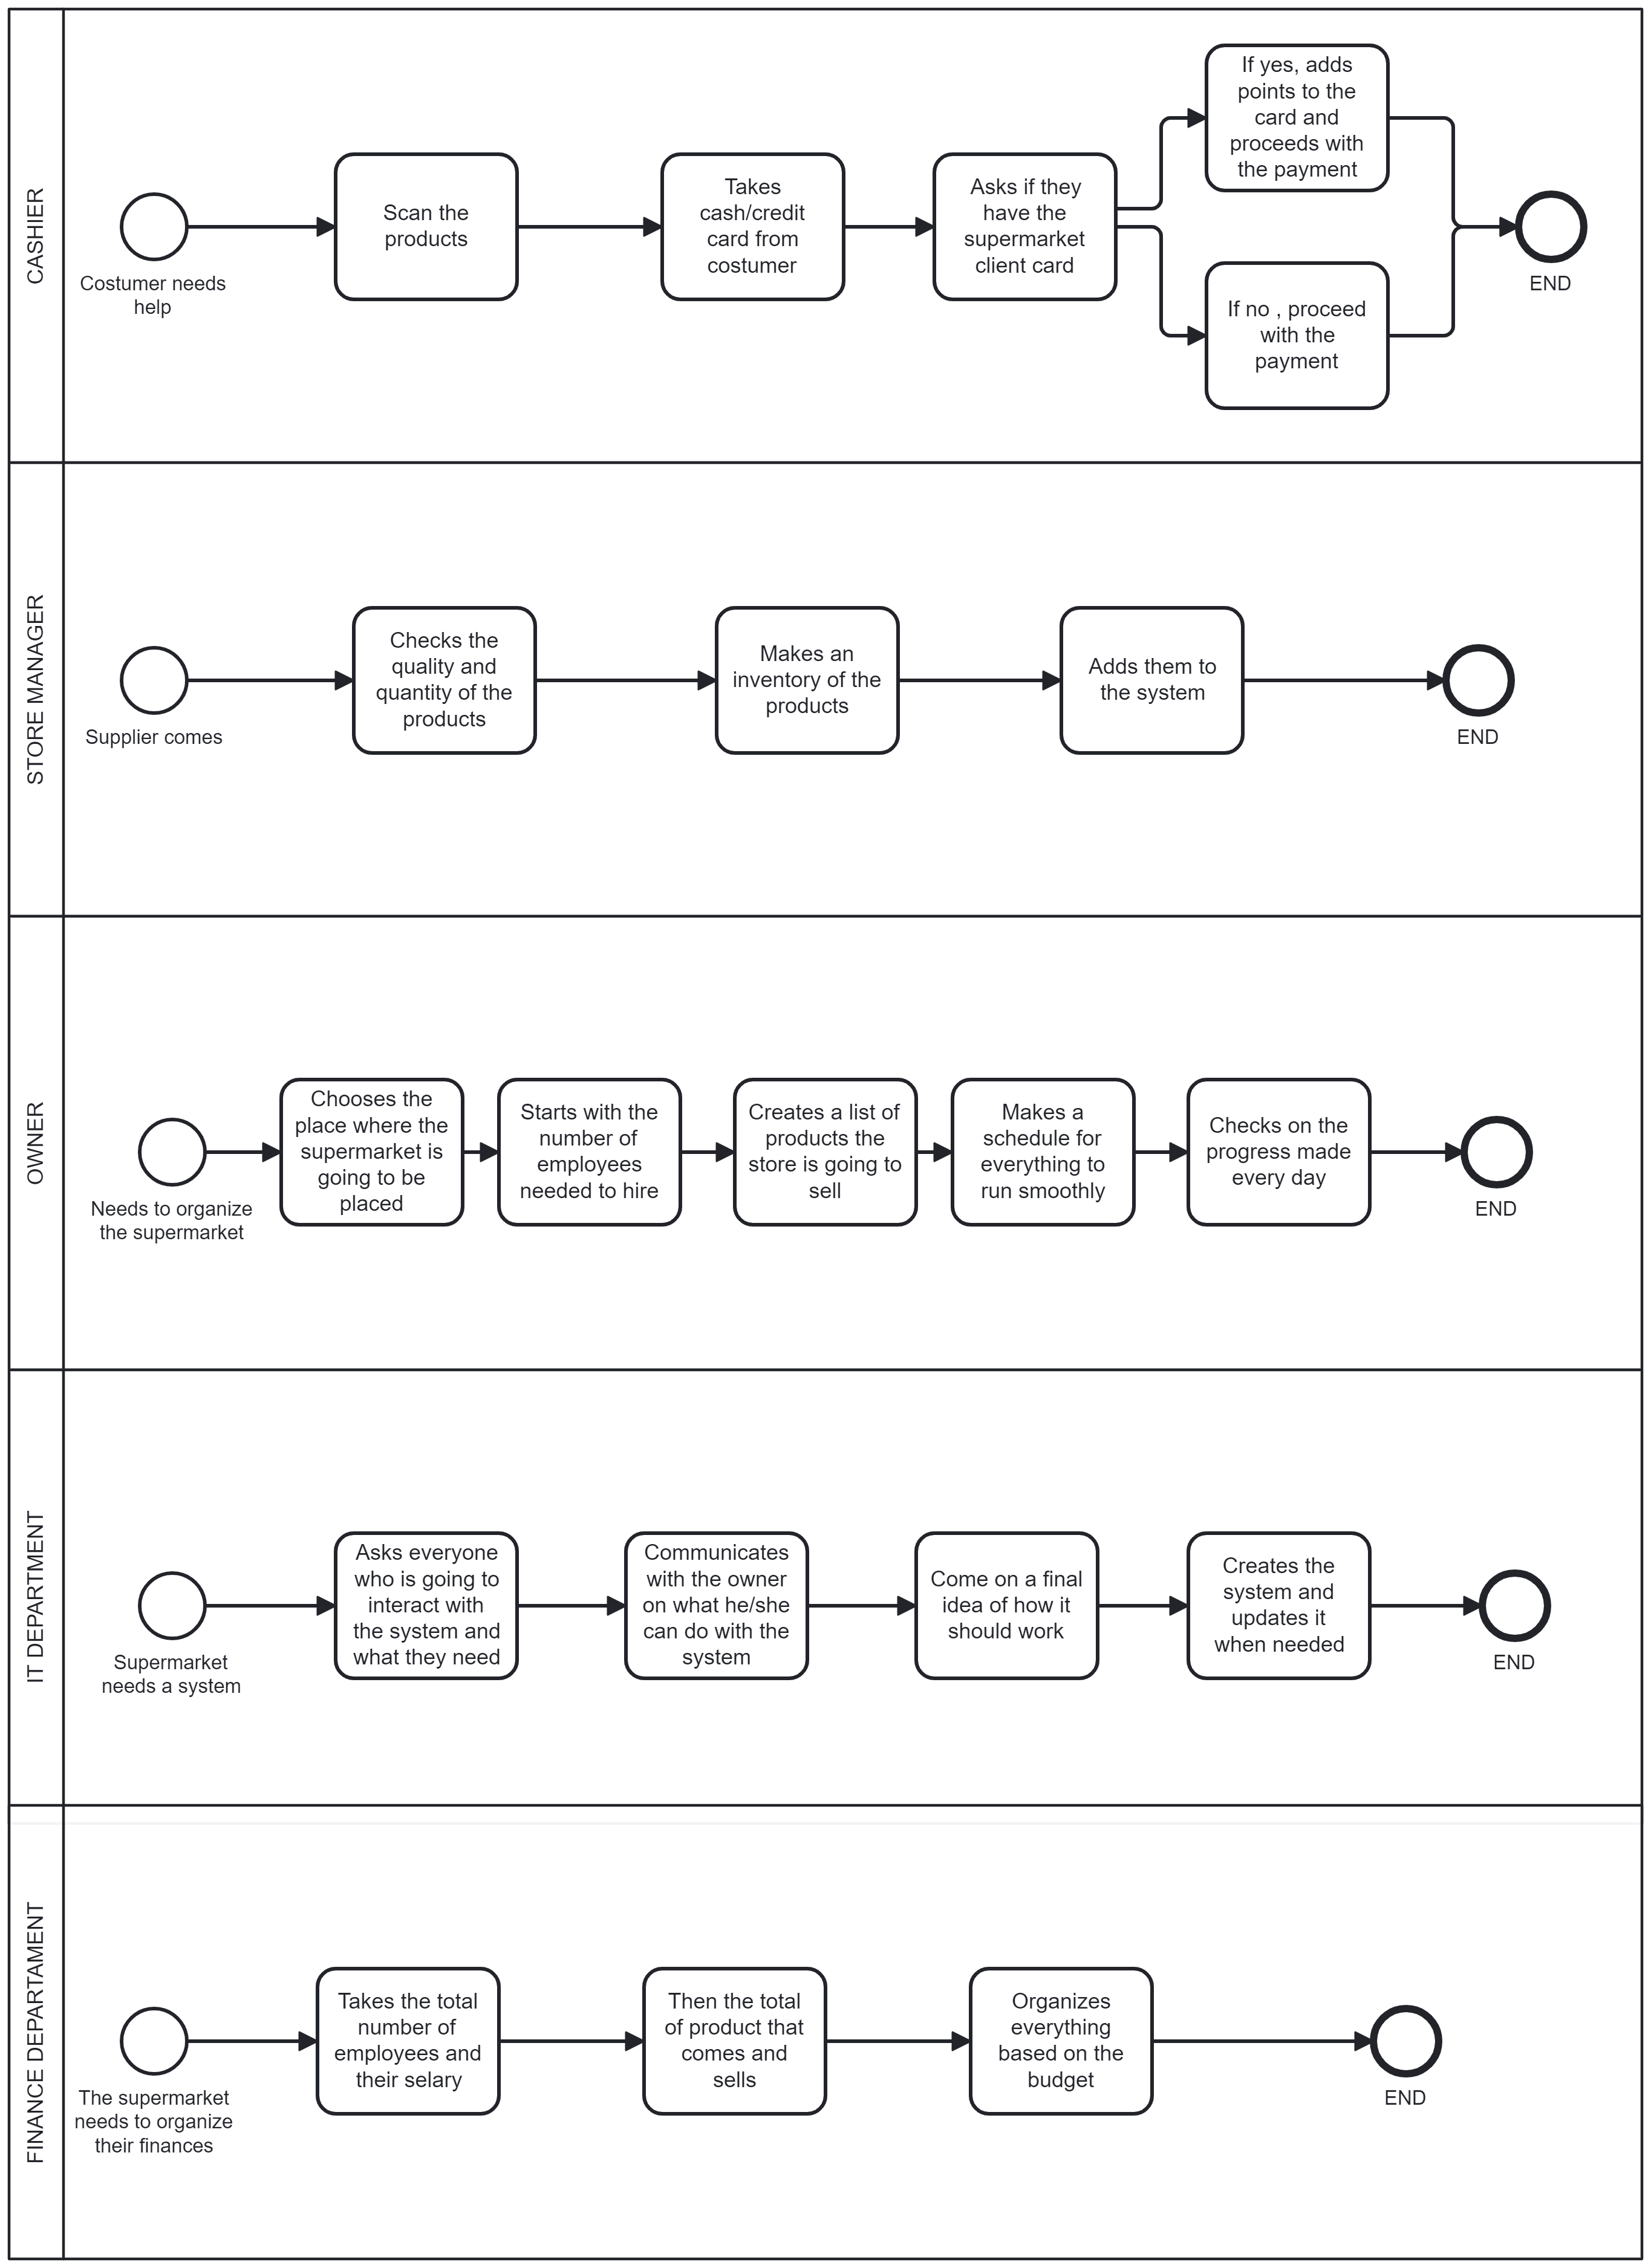 CASHIER
Costumer needs
help
Scan the
products
Takes
cash/credit
card from
costumer
Asks if they
have the
supermarket
client card
If yes, adds
points to the
card and
proceeds with
the payment
If no , proceed
with the
payment
END
STORE MANAGER
Supplier comes
Checks the
quality and
quantity of the
products
Makes an
inventory of the
products
Adds them to
the system
END
OWNER
Needs to organize
the supermarket
Chooses the
place where the
supermarket is
going to be
placed
Starts with the
number of
employees
needed to hire
Creates a list of
products the
store is going to
sell
Makes a
schedule for
everything to
run smoothly
Checks on the
progress made
every day
END
IT DEPARTMENT
Supermarket
needs a system
Asks everyone
who is going to
interact with
the system and
what they need
Communicates
with the owner
on what he/she
can do with the
system
Come on a final
idea of how it
should work
Creates the
system and
updates it
when needed
END
FINANCE DEPARTAMENT
The supermarket
needs to organize
their finances
Takes the total
number of
employees and
their selary
Then the total
of product that
comes and
sells
Organizes
everything
based on the
budget
END